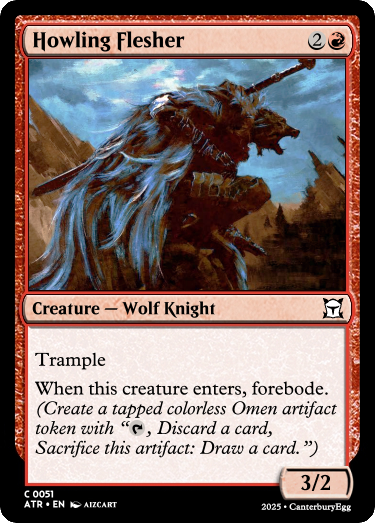 Howling Flesher 2
Creature — Wolf Knight
Trample
When this creature enters, forebode.
(Create a tapped colorless Omen artifact
token with “ , Discard a card,
Sacrifice this artifact: Draw a card.”)
3/2
C 0051
ATR • EN AIZCART
2025 • CanterburyEgg